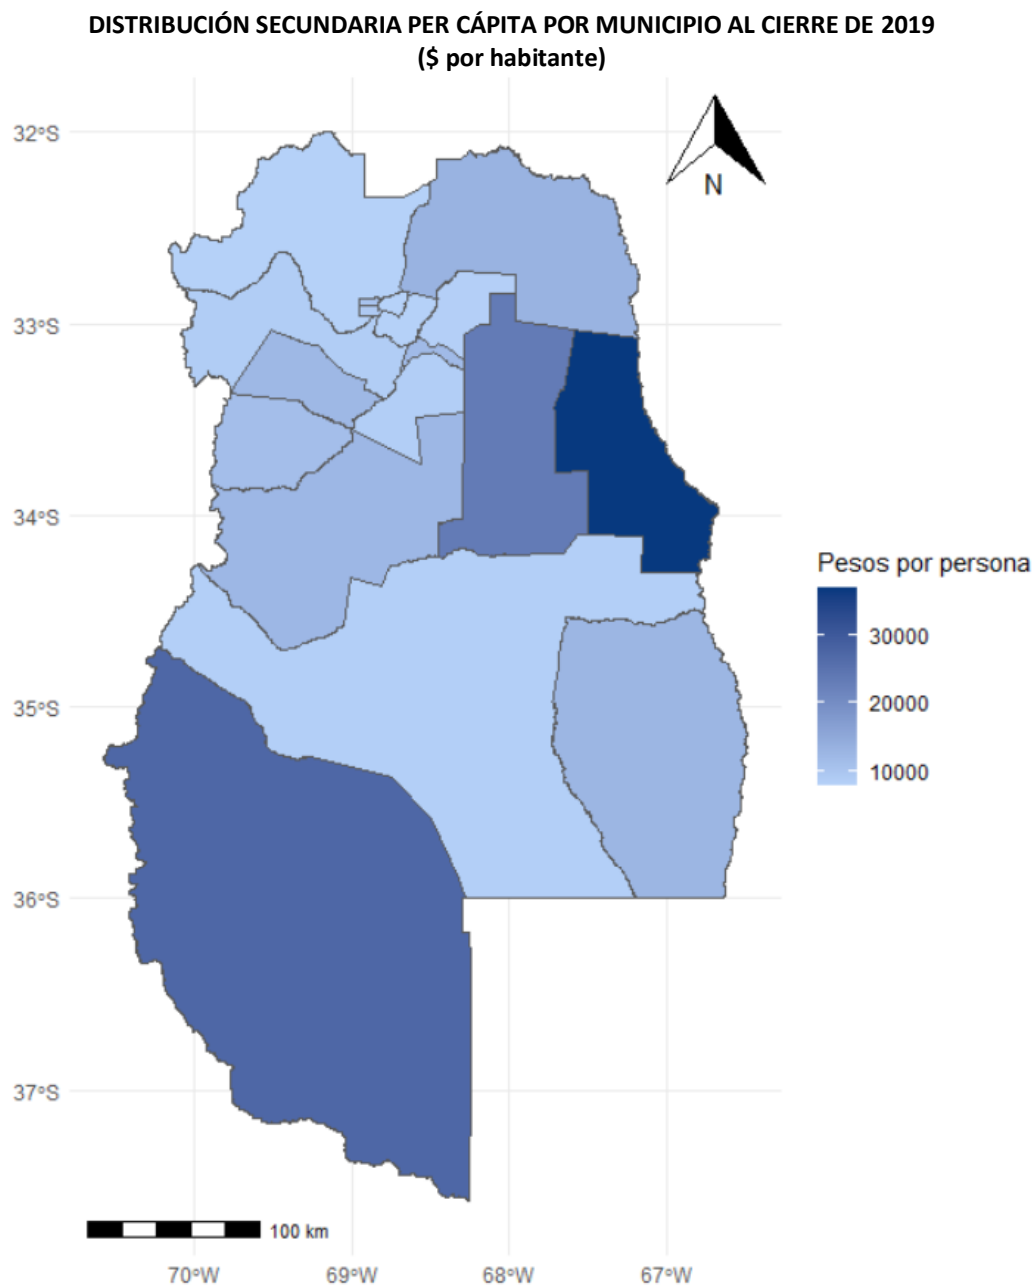 DISTRIBUCIÓN SECUNDARIA PER CÁPITA POR MUNICIPIO AL CIERRE DE 2019
($ por habitante)
32°S
N
33°S
34°S
Pesos por persona
30000
20000
10000
35°S
36°S
37°S
100 km
70°W
69°W
68°W
67°W